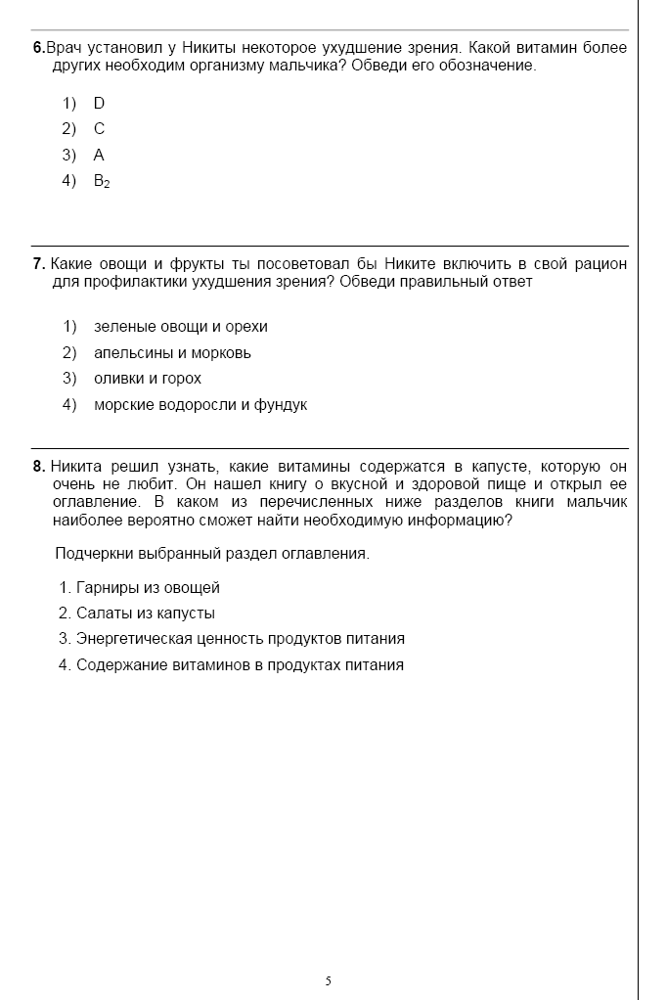 6.Врач установил у Никиты некоторое ухудшение зрения. Какой витамин более
других необходим организму мальчика? Обведи его обозначение.
1) D
2) C
3) A
4) B₂
7. Какие овощи и фрукты ты посоветовал бы Никите включить в свой рацион
для профилактики ухудшения зрения? Обведи правильный ответ
1) зеленые овощи и орехи
2) апельсины и морковь
3) оливки и горох
4) морские водоросли и фундук
8. Никита решил узнать, какие витамины содержатся в капусте, которую он
очень не любит. Он нашел книгу о вкусной и здоровой пище и открыл ее
оглавление. В каком из перечисленных ниже разделов книги мальчик
наиболее вероятно сможет найти необходимую информацию?
Подчеркни выбранный раздел оглавления.
1. Гарниры из овощей
2. Салаты из капусты
3. Энергетическая ценность продуктов питания
4. Содержание витаминов в продуктах питания
5